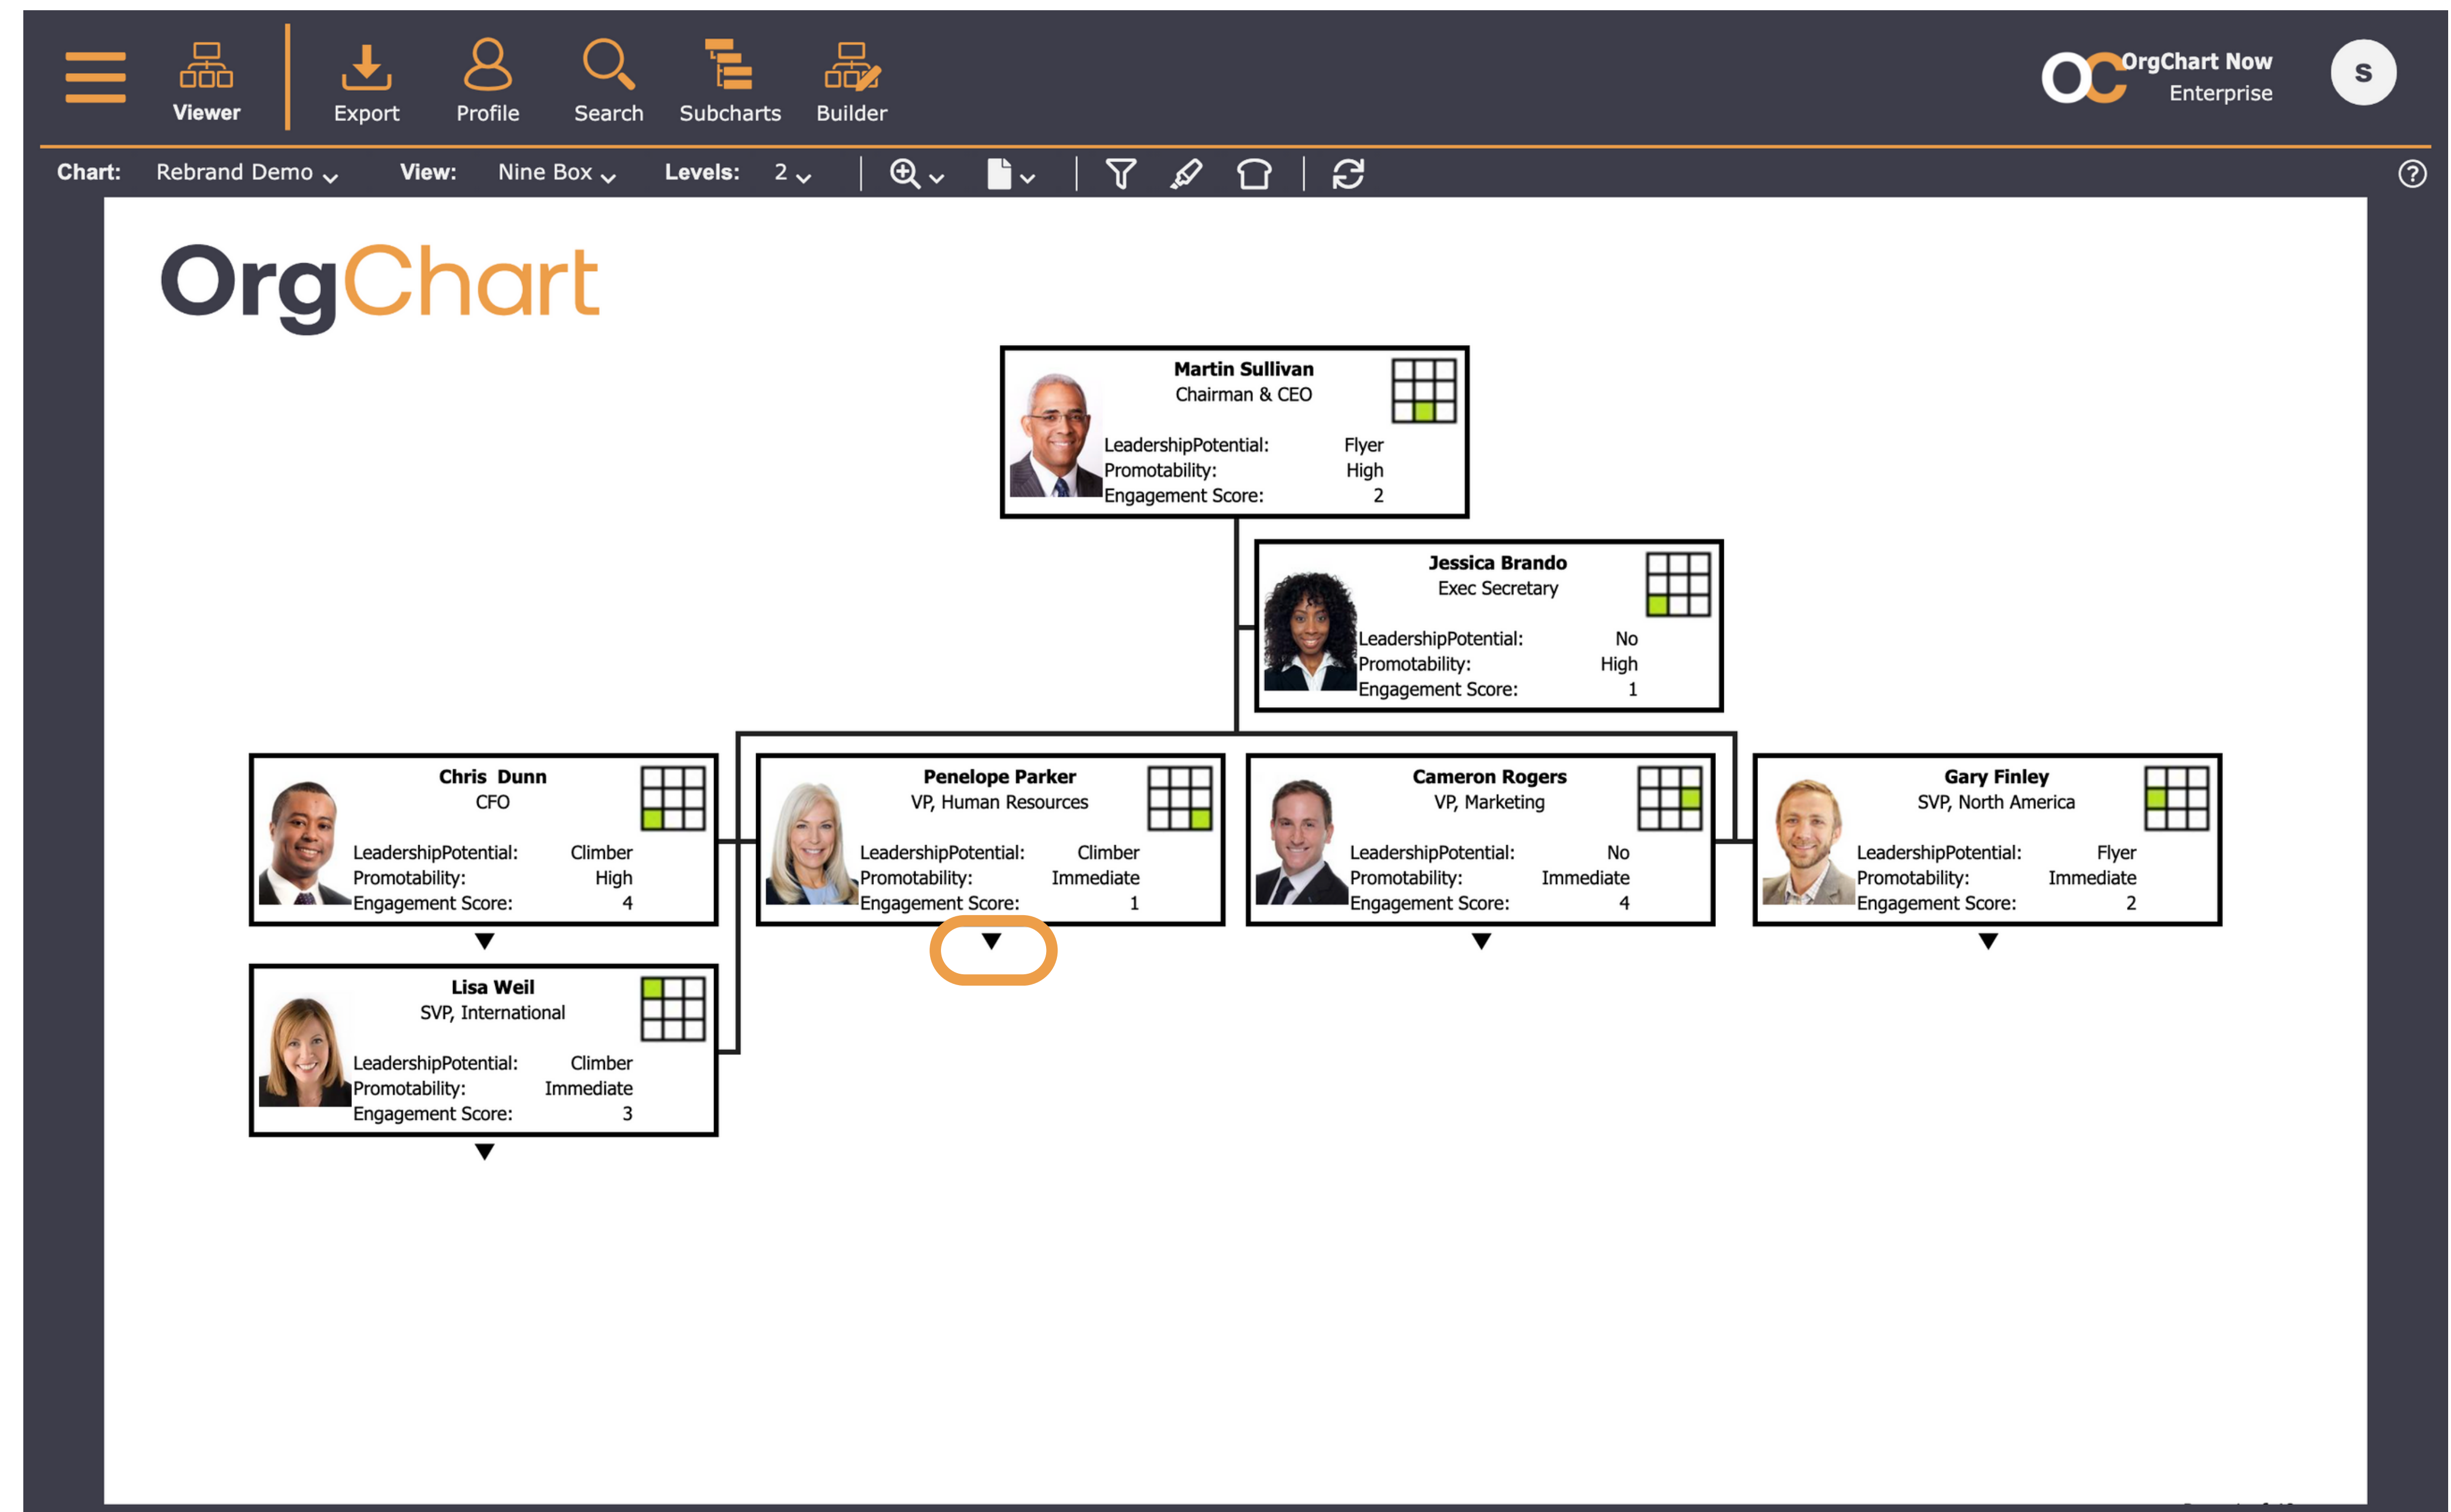 Viewer
Export
Profile
Search
Subcharts
Builder
OC OrgChart Now
Enterprise
S
Chart: Rebrand Demo View: Nine Box Levels: 2
?
OrgChart
Martin Sullivan
Chairman & CEO
LeadershipPotential: Flyer
Promotability: High
Engagement Score: 2
Jessica Brando
Exec Secretary
LeadershipPotential: No
Promotability: High
Engagement Score: 1
Chris Dunn
CFO
LeadershipPotential: Climber
Promotability: High
Engagement Score: 4
Penelope Parker
VP, Human Resources
LeadershipPotential: Climber
Promotability: Immediate
Engagement Score: 1
Cameron Rogers
VP, Marketing
LeadershipPotential: No
Promotability: Immediate
Engagement Score: 4
Gary Finley
SVP, North America
LeadershipPotential: Flyer
Promotability: Immediate
Engagement Score: 2
Lisa Weil
SVP, International
LeadershipPotential: Climber
Promotability: Immediate
Engagement Score: 3